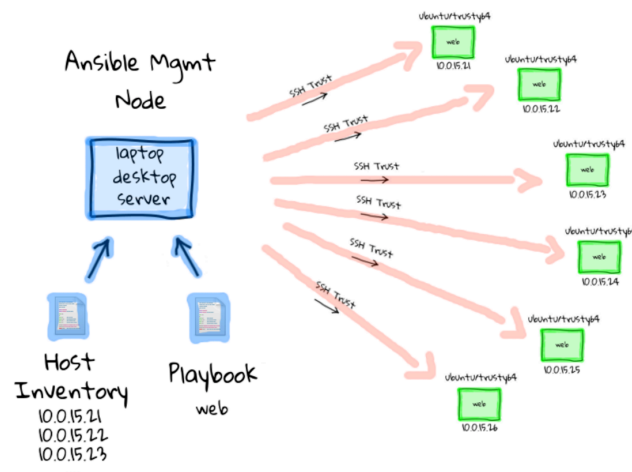 Ansible Mgmt
Node
laptop
desktop
server
Host
Inventory
10.0.15.21
10.0.15.22
10.0.15.23
Playbook
web
SSH Trust
SSH Trust
SSH Trust
SSH Trust
SSH Trust
SSH Trust
ubuntu/trusty64
web
10.0.15.21
ubuntu/trusty64
web
10.0.15.22
ubuntu/trusty64
web
10.0.15.23
ubuntu/trusty6
web
10.0.15.24
ubuntu/trusty64
web
10.0.15.25
ubuntu/trusty64
web
10.0.15.26